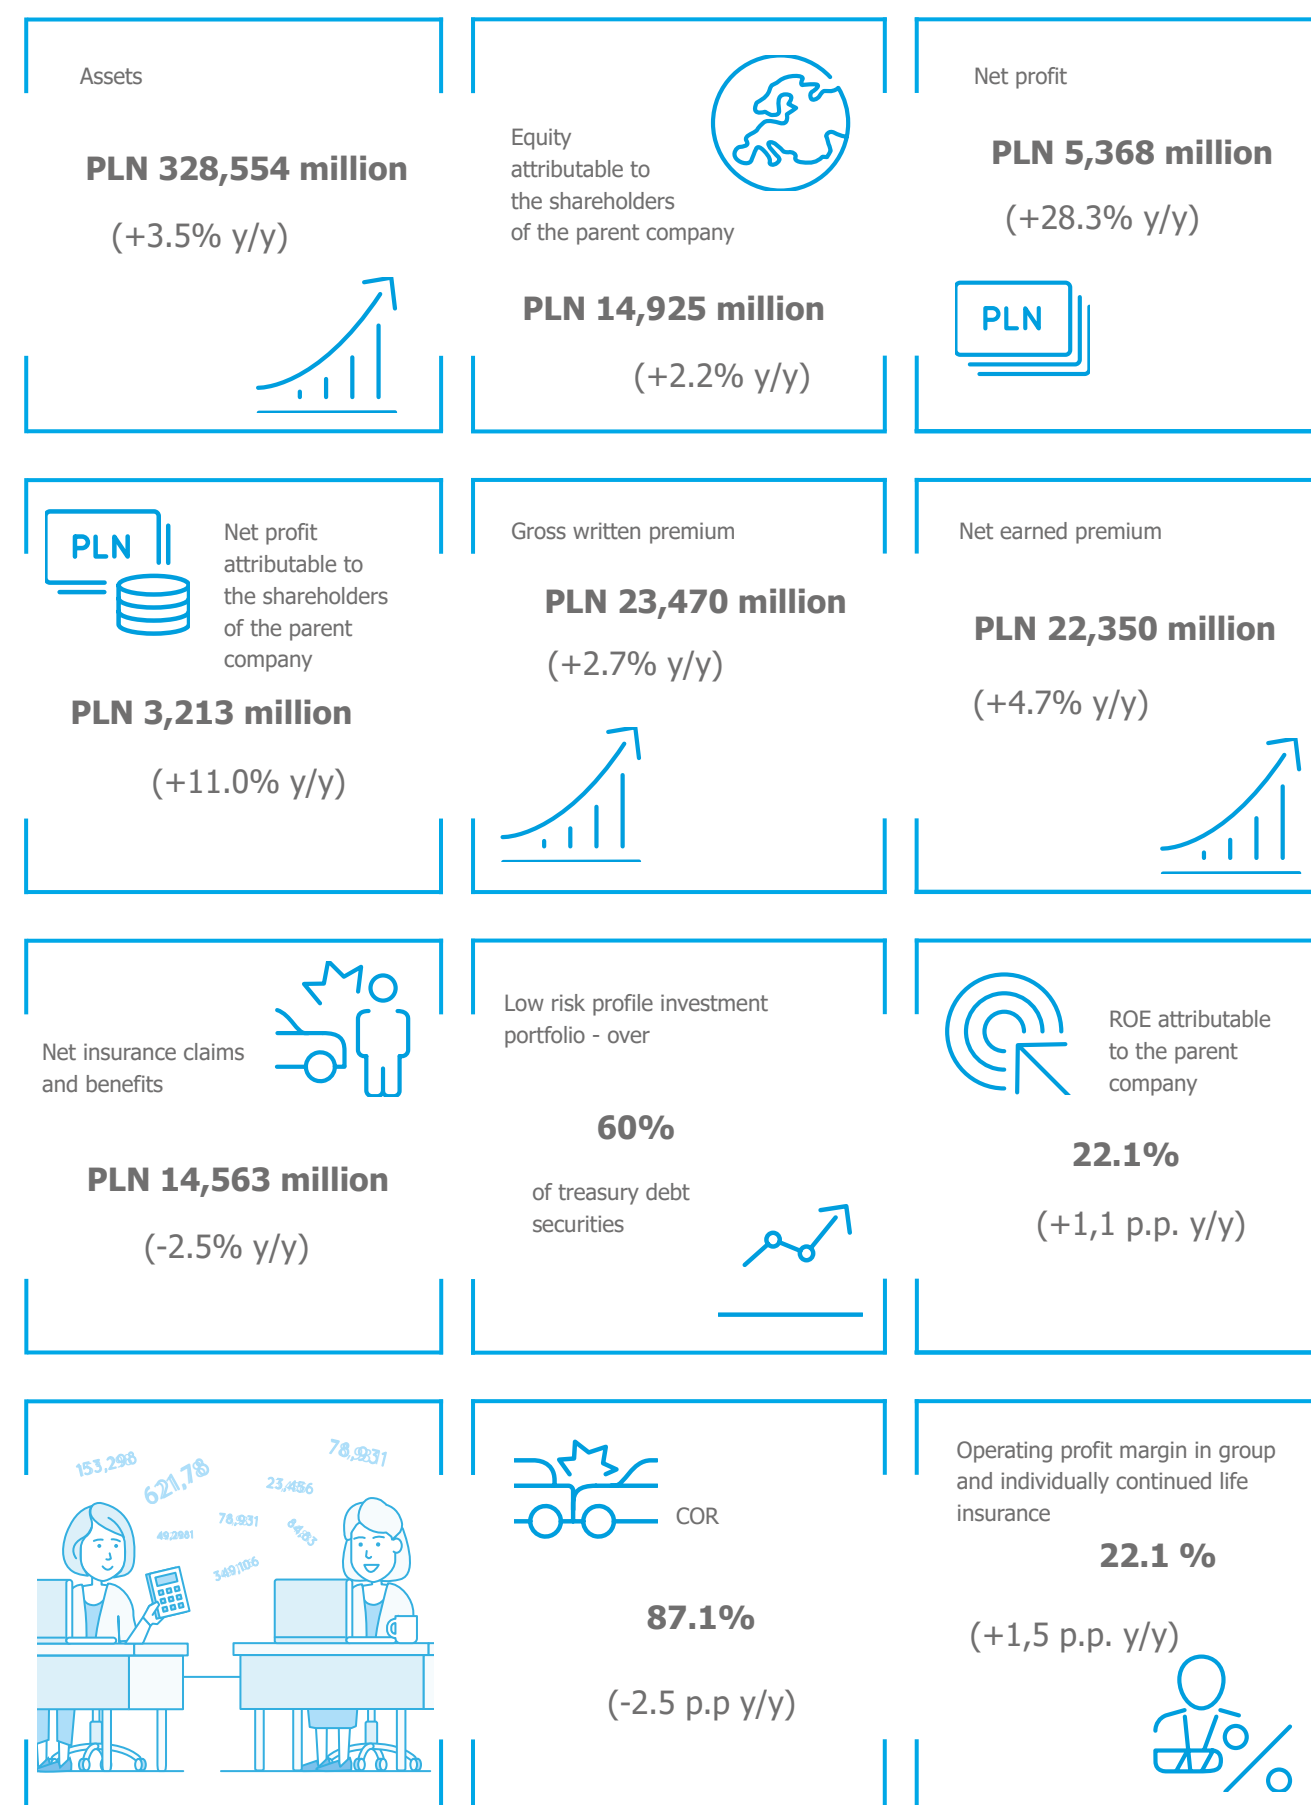 Assets
PLN 328,554 million
(+3.5% y/y)
Equity
attributable to
the shareholders
of the parent company
PLN 14,925 million
(+2.2% y/y)
Net profit
PLN 5,368 million
(+28.3% y/y)
PLN
PLN
Net profit
attributable to
the shareholders
of the parent
company
PLN 3,213 million
(+11.0% y/y)
Gross written premium
PLN 23,470 million
(+2.7% y/y)
Net earned premium
PLN 22,350 million
(+4.7% y/y)
Net insurance claims
and benefits
PLN 14,563 million
(-2.5% y/y)
Low risk profile investment
portfolio - over
60%
of treasury debt
securities
ROE attributable
to the parent
company
22.1%
(+1,1 p.p. y/y)
153,298
621,78
78,931
23,456
49,2981
78,931
84,83
349,106
COR
87.1%
(-2.5 p.p y/y)
Operating profit margin in group
and individually continued life
insurance
22.1 %
(+1,5 p.p. y/y)